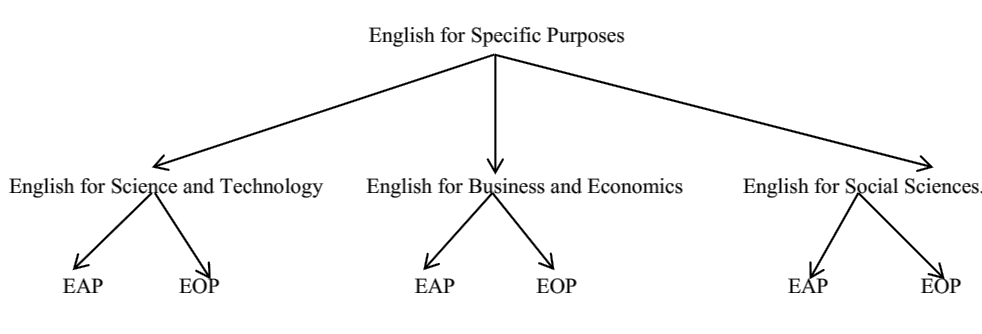 English for Specific Purposes
English for Science and Technology English for Business and Economics English for Social Sciences.
EAP EOP EAP EOP EAP EOP